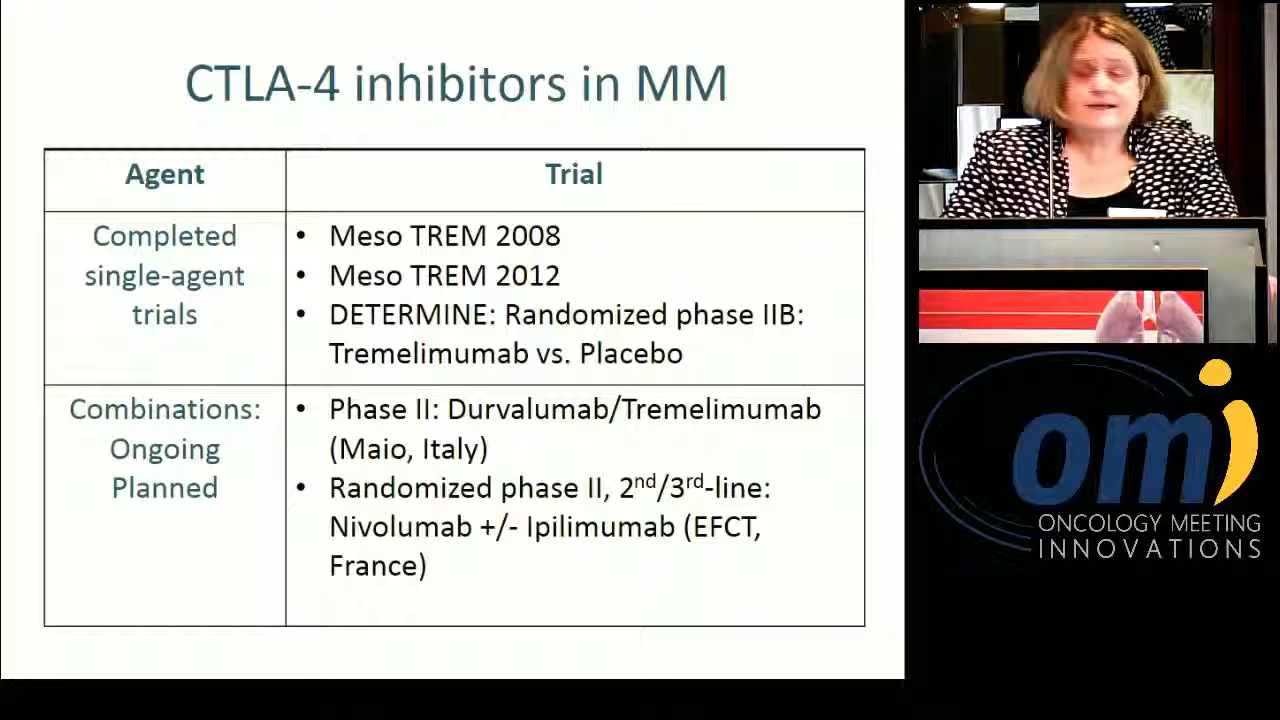 CTLA-4 inhibitors in MM
Agent
Trial
Completed
single-agent
trials
• Meso TREM 2008
• Meso TREM 2012
• DETERMINE: Randomized phase IIB:
Tremelimumab vs. Placebo
Combinations:
Ongoing
Planned
• Phase II: Durvalumab/Tremelimumab
(Maio, Italy)
• Randomized phase II, 2nd/3rd-line:
Nivolumab +/- Ipilimumab (EFCT,
France)
omi
ONCOLOGY MEETING
INNOVATIONS